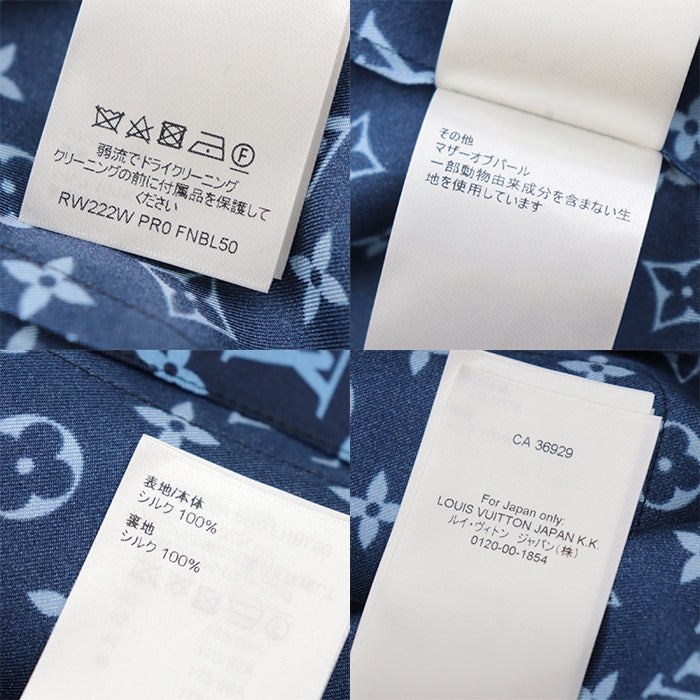 F
弱流でドライクリーニング
クリーニングの前に付属品を保護して
ください
RW222W PR0 FNBL50
その他
マザーオブパール
一部動物由来成分を含まない生
地を使用しています
表地/本体
シルク 100%
裏地
シルク 100%
CA 36929
For Japan only:
LOUIS VUITTON JAPAN K.K.
ルイ・ヴィトン ジャパン(株)
0120-00-1854